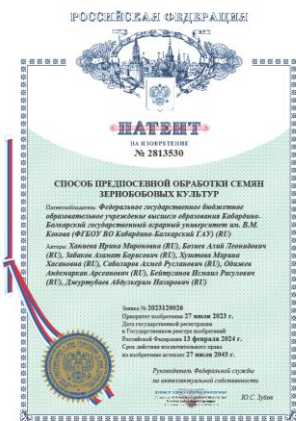 РОССИЙСКАЯ ФЕДЕРАЦИЯ
ПАТЕНТ
НА ИЗОБРЕТЕНИЕ
№ 2813530
СПОСОБ ПРЕДПОСЕВНОЙ ОБРАБОТКИ СЕМЯН
ЗЕРНОБОБОВЫХ КУЛЬТУР
Патентообладатель: Федеральное государственное бюджетное
образовательное учреждение высшего образования Кабардино-
Балкарский государственный аграрный университет им. В.М.
Кокова (ФГБОУ ВО Кабардино-Балкарский ГАУ) (RU)
Авторы: Ханиева Ирина Мироновна (RU), Бозиев Алий Леонидович
(RU), Забаков Азамат Борисович (RU), Хуштова Марина
Хасановна (RU), Саболиров Ахмед Русланович (RU), Одижев
Андемиркан Арсенович (RU), Бейтуганов Исмаил Расулович
(RU), Джуртубаев Абдулкерим Назирович (RU)
Заявка № 2023120026
Приоритет изобретения 27 июля 2023 г.
Дата государственной регистрации
в Государственном реестре изобретений
Российской Федерации 13 февраля 2024 г.
Срок действия исключительного права
на изобретение истекает 27 июля 2043 г.
Руководитель Федеральной службы
по интеллектуальной собственности
Ю.С. Зубов